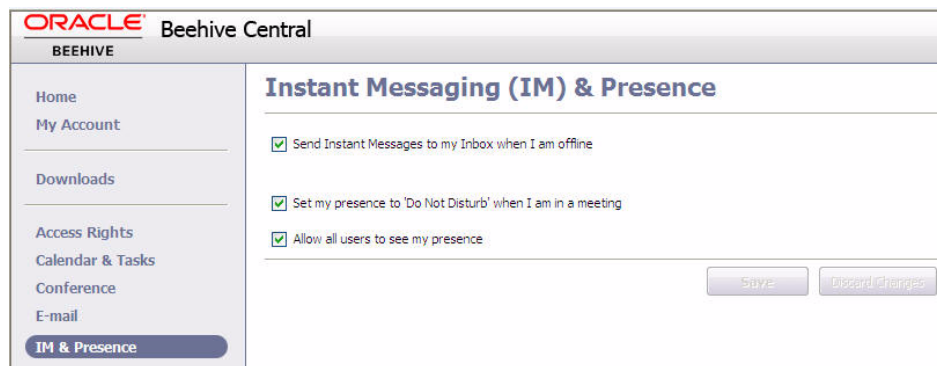 ORACLE Beehive Central
BEEHIVE
Home
My Account
Downloads
Access Rights
Calendar & Tasks
Conference
E-mail
IM & Presence
Instant Messaging (IM) & Presence
Send Instant Messages to my Inbox when I am offline
Set my presence to 'Do Not Disturb' when I am in a meeting
Allow all users to see my presence
Save Discard Changes